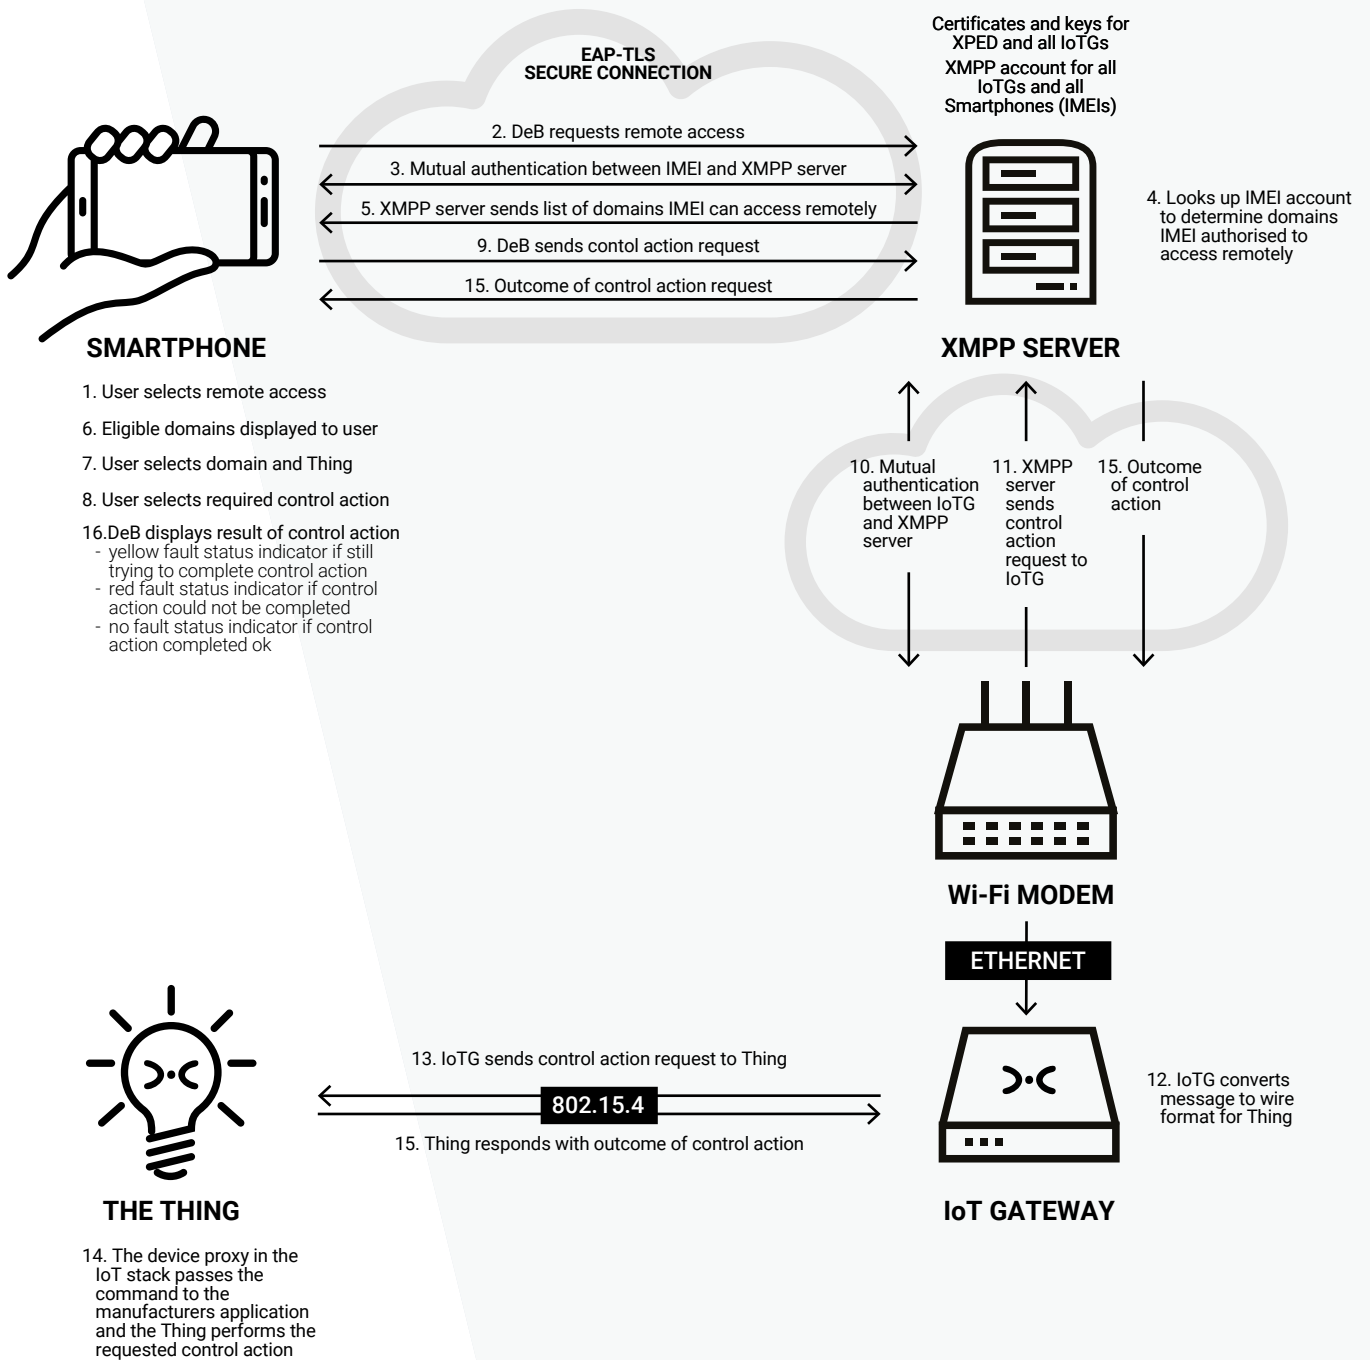 EAP-TLS
SECURE CONNECTION
Certificates and keys for
XPED and all IoTGs
XMPP account for all
IoTGs and all
Smartphones (IMEIs)
2. DeB requests remote access
3. Mutual authentication between IMEI and XMPP server
5. XMPP server sends list of domains IMEI can access remotely
9. DeB sends contol action request
15. Outcome of control action request
4. Looks up IMEI account
to determine domains
IMEI authorised to
access remotely
SMARTPHONE
XMPP SERVER
1. User selects remote access
6. Eligible domains displayed to user
7. User selects domain and Thing
8. User selects required control action
16.DeB displays result of control action
- yellow fault status indicator if still
trying to complete control action
- red fault status indicator if control
action could not be completed
- no fault status indicator if control
action completed ok
10. Mutual
authentication
between IoTG
and XMPP
server
11. XMPP
server
sends
control
action
request to
IoTG
15. Outcome
of control
action
Wi-Fi MODEM
ETHERNET
13. IoTG sends control action request to Thing
802.15.4
15. Thing responds with outcome of control action
12. IoTG converts
message to wire
format for Thing
THE THING
IoT GATEWAY
14. The device proxy in the
IoT stack passes the
command to the
manufacturers application
and the Thing performs the
requested control action